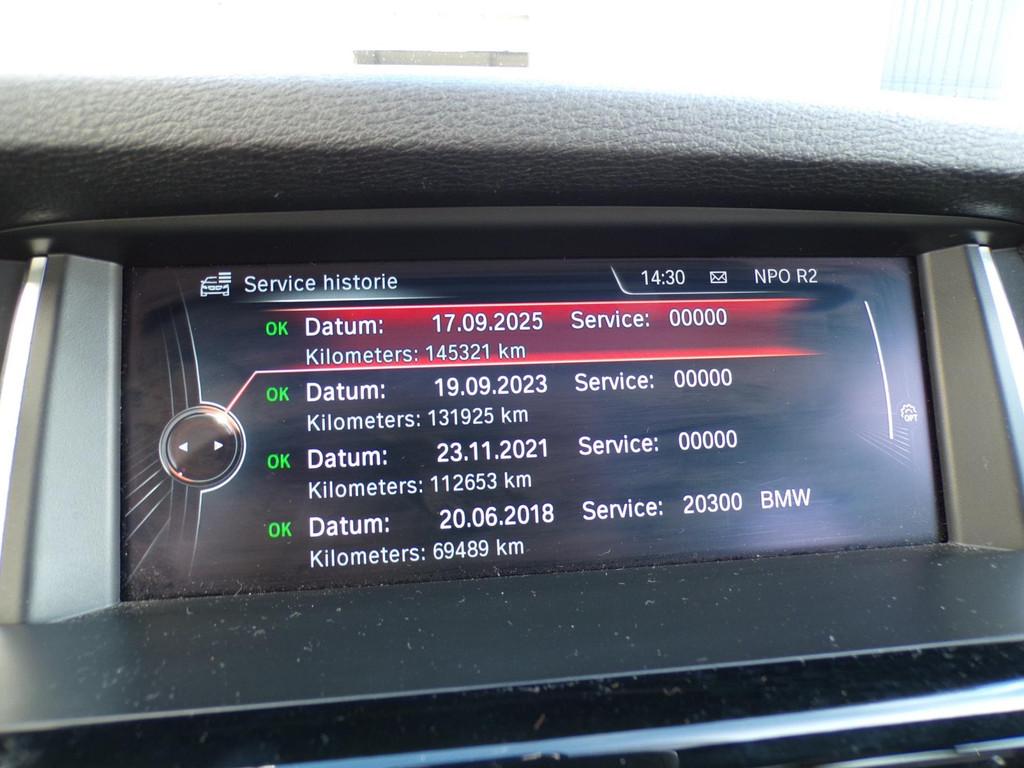 Service historie 14:30 NPO R2
OK Datum: 17.09.2025 Service: 00000
Kilometers: 145321 km
OK Datum: 19.09.2023 Service: 00000
Kilometers: 131925 km
OK Datum: 23.11.2021 Service: 00000
Kilometers: 112653 km
OK Datum: 20.06.2018 Service: 20300 BMW
Kilometers: 69489 km
OPT